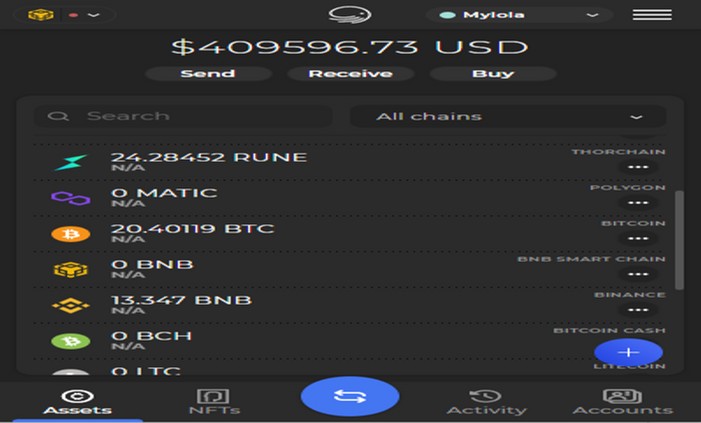 Mylola
$409596.73 USD
Send Receive Buy
Search All chains
THORCHAIN
24.28452 RUNE
N/A
POLYGON
0 MATIC
N/A
BITCOIN
20.40119 BTC
N/A
BNB SMART CHAIN
0 BNB
N/A
BINANCE
13.347 BNB
N/A
BITCOIN CASH
0 BCH
N/A
LITECOIN
0 LTC
Assets NFTs Activity Accounts